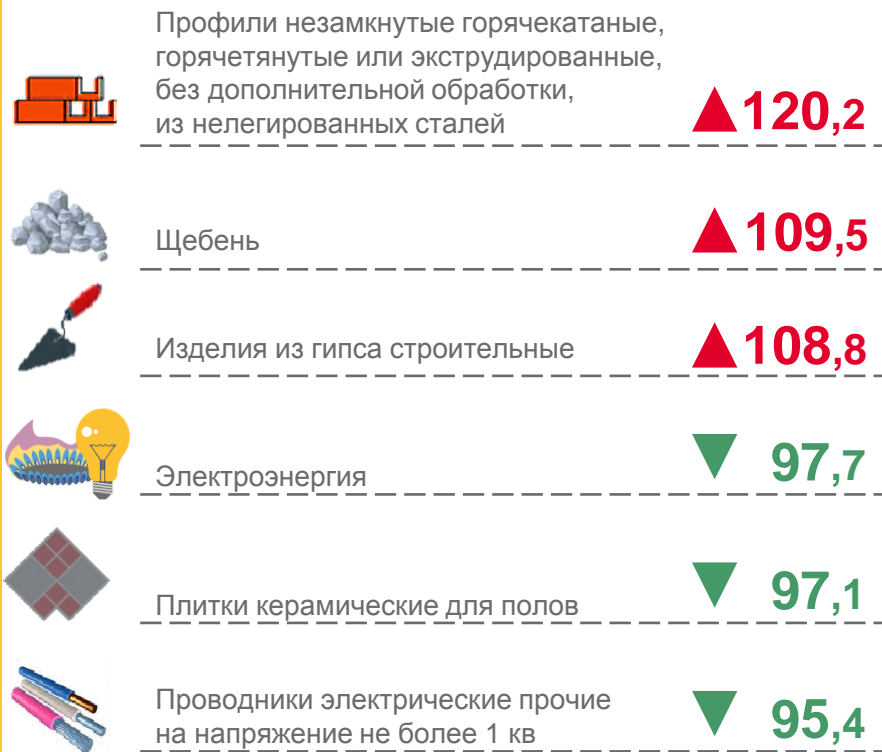 Профили незамкнутые горячекатаные,
горячетянутые или экструдированные,
без дополнительной обработки,
из нелегированных сталей
▲120,2
Щебень
▲109,5
Изделия из гипса строительные
▲108,8
Электроэнергия
▼ 97,7
Плитки керамические для полов
▼ 97,1
Проводники электрические прочие
на напряжение не более 1 кв
▼ 95,4